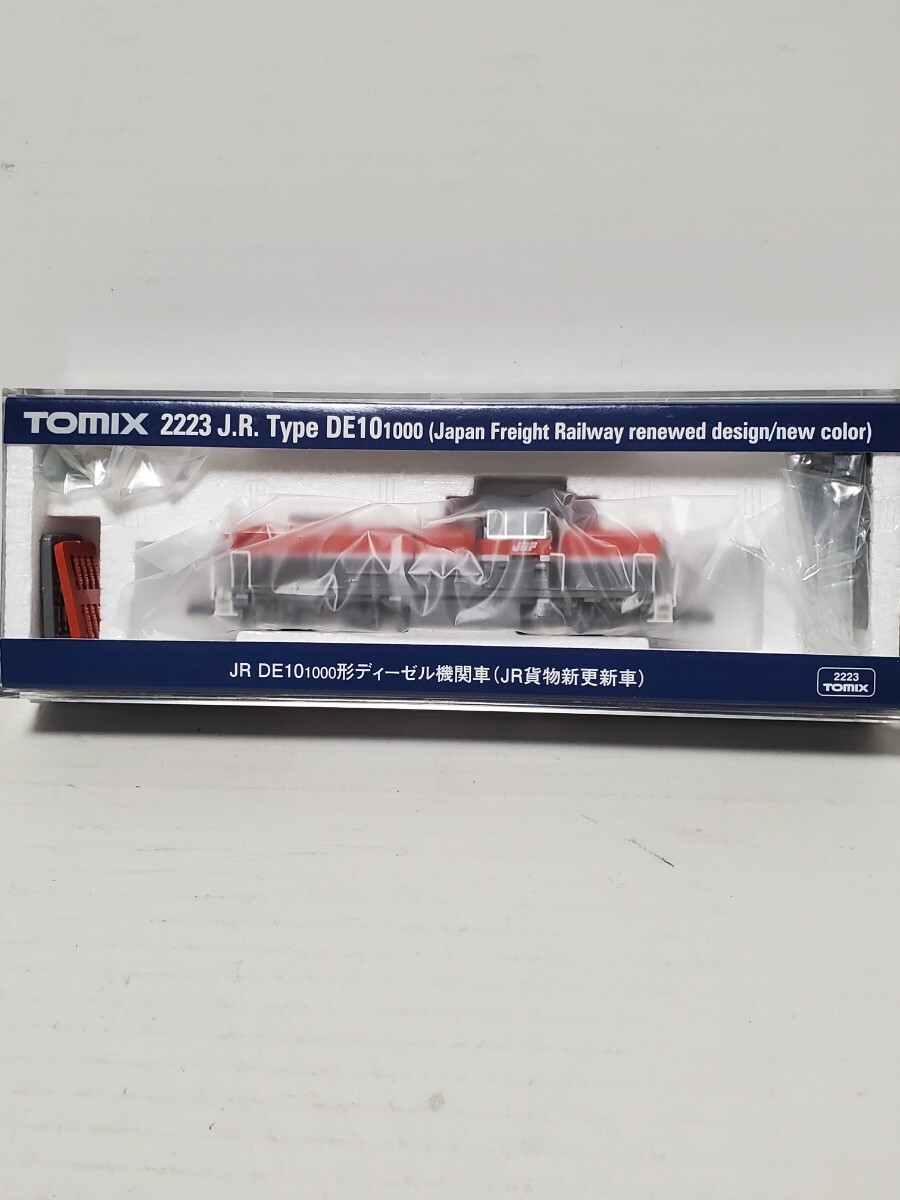 TOMIX 2223 J.R. Type DE101000 (Japan Freight Railway renewed design/new color)
JRF
JR DE101000形ディーゼル機関車(JR貨物新更新車)
2223
TOMIX